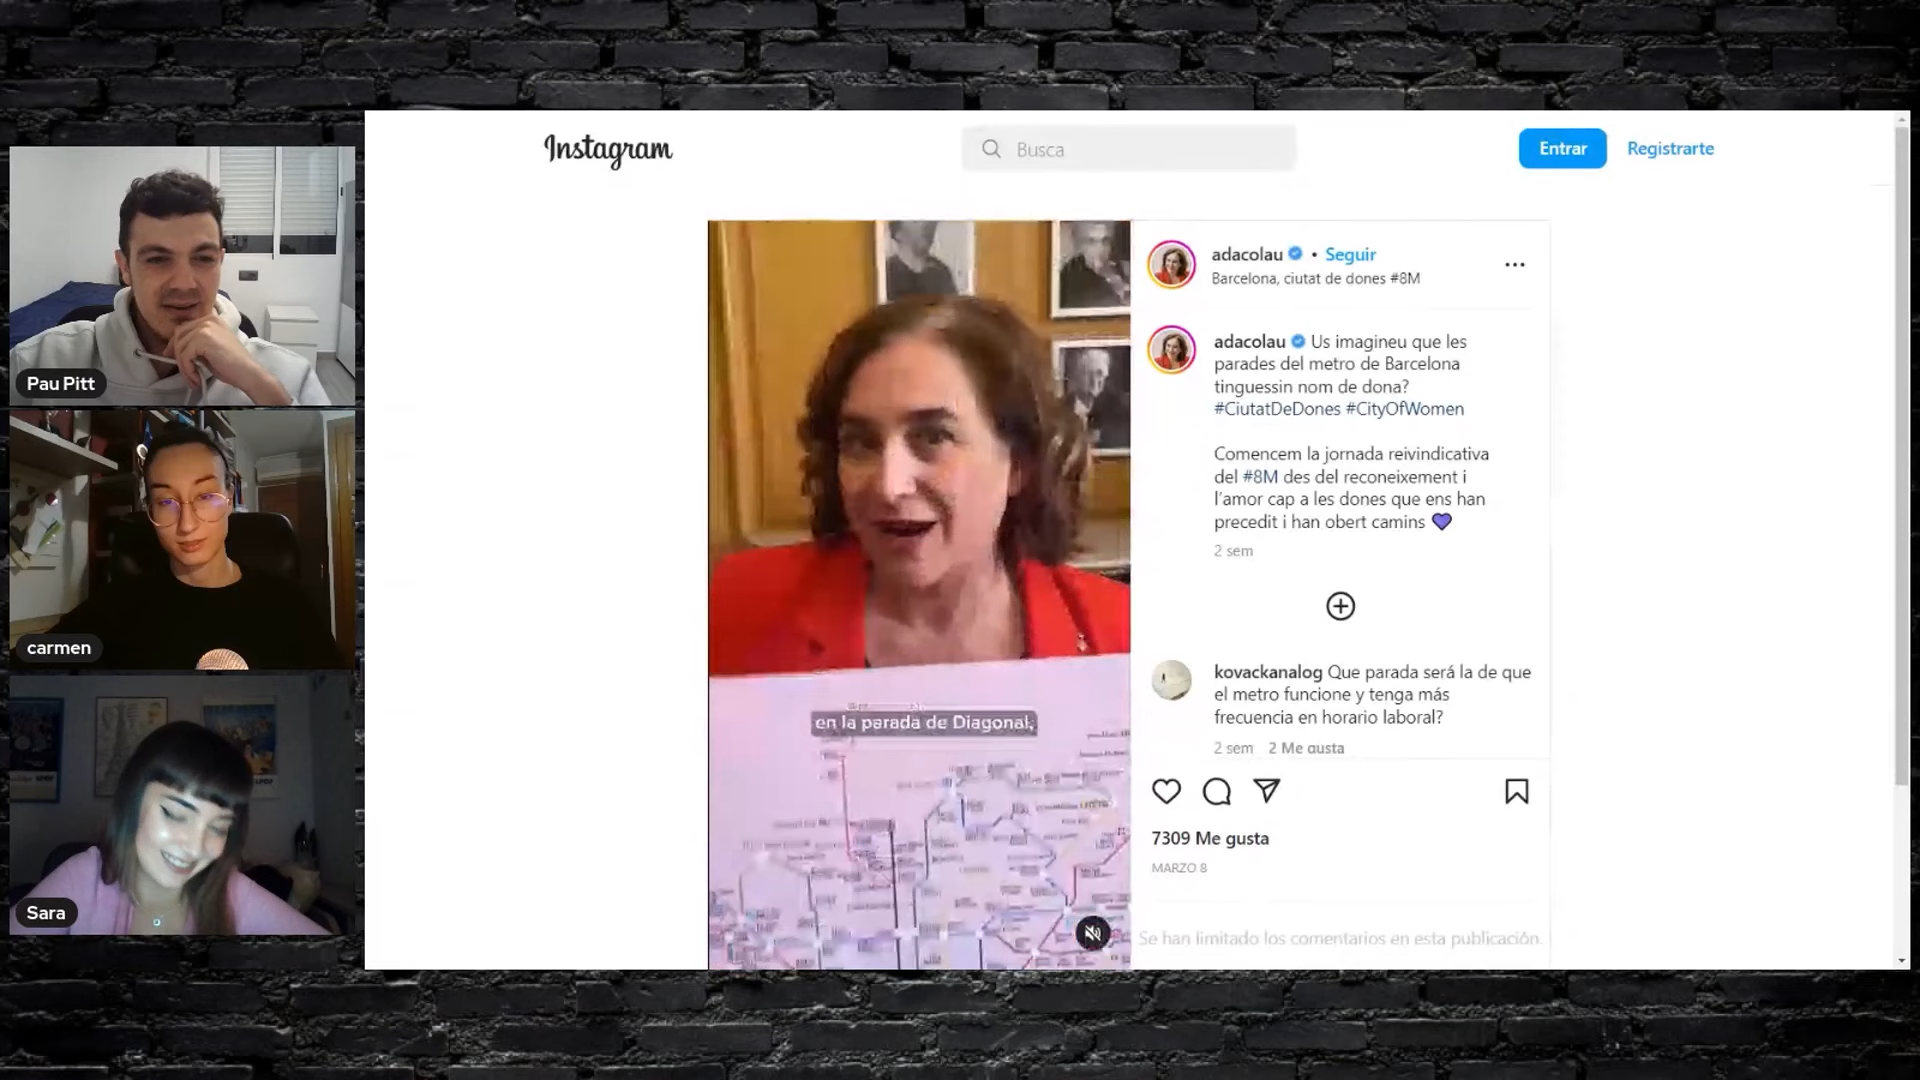 Instagram
Busca
Entrar
Registrarte
Pau Pitt
carmen
Sara
en la parada de Diagonal,
adacolau • Seguir
Barcelona, ciutat de dones #8M
adacolau Us imagineu que les
parades del metro de Barcelona
tinguessin nom de dona?
#CiutatDeDones #CityOfWomen
Comencem la jornada reivindicativa
del #8M des del reconeixement i
l'amor cap a les dones que ens han
precedit i han obert camins 💜
2 sem
kovackanalog Que parada será la de que
el metro funcione y tenga más
frecuencia en horario laboral?
2 sem 2 Me gusta
7309 Me gusta
MARZO 8
Se han limitado los comentarios en esta publicación.